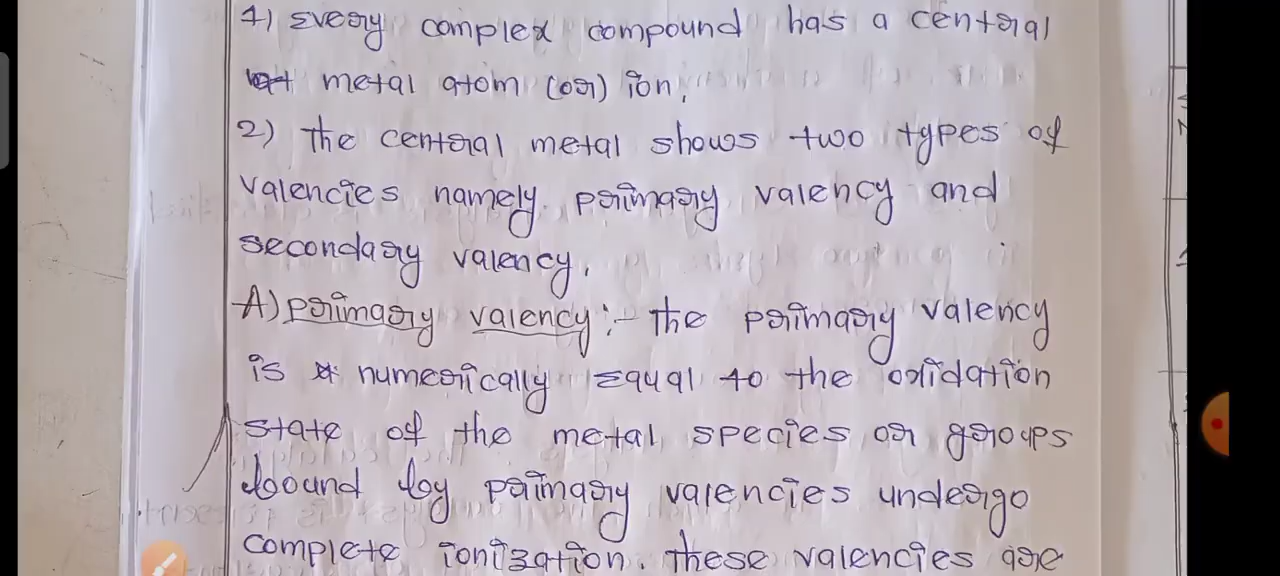 1) Every complex compound has a central
metal atom (or) ion.
2) the central metal shows two types of
valencies namely. primary valency and
secondary valency.
A) primary valency :- the primary valency
is numerically equal to the oxidation
state of the metal species or groups
bound by primary valencies undergo
complete ionization. these valencies are